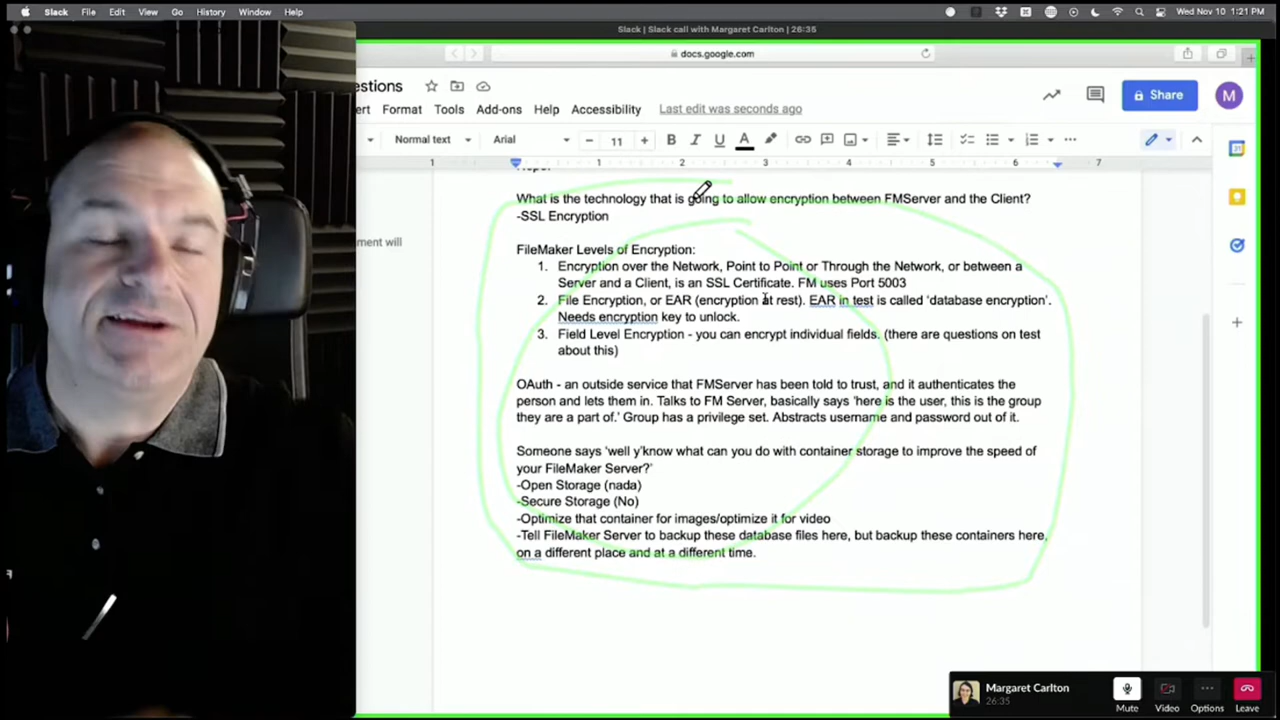 Slack File Edit View Go History Window Help Wed Nov 10 1:21 PM
Slack | Slack call with Margaret Carlton | 26:35
docs.google.com
estions
ert Format Tools Add-ons Help Accessibility Last edit was seconds ago
Share M
Normal text Arial 11 B I U A
1 1 2 3 4 5 6 7
What is the technology that is going to allow encryption between FMServer and the Client?
-SSL Encryption
ment will
FileMaker Levels of Encryption:
1. Encryption over the Network, Point to Point or Through the Network, or between a
Server and a Client, is an SSL Certificate. FM uses Port 5003
2. File Encryption, or EAR (encryption at rest). EAR in test is called 'database encryption'.
Needs encryption key to unlock.
3. Field Level Encryption - you can encrypt individual fields. (there are questions on test
about this)
OAuth - an outside service that FMServer has been told to trust, and it authenticates the
person and lets them in. Talks to FM Server, basically says 'here is the user, this is the group
they are a part of.' Group has a privilege set. Abstracts username and password out of it.
Someone says 'well y'know what can you do with container storage to improve the speed of
your FileMaker Server?'
-Open Storage (nada)
-Secure Storage (No)
-Optimize that container for images/optimize it for video
-Tell FileMaker Server to backup these database files here, but backup these containers here,
on a different place and at a different time.
Margaret Carlton
26:35
Mute Video Options Leave